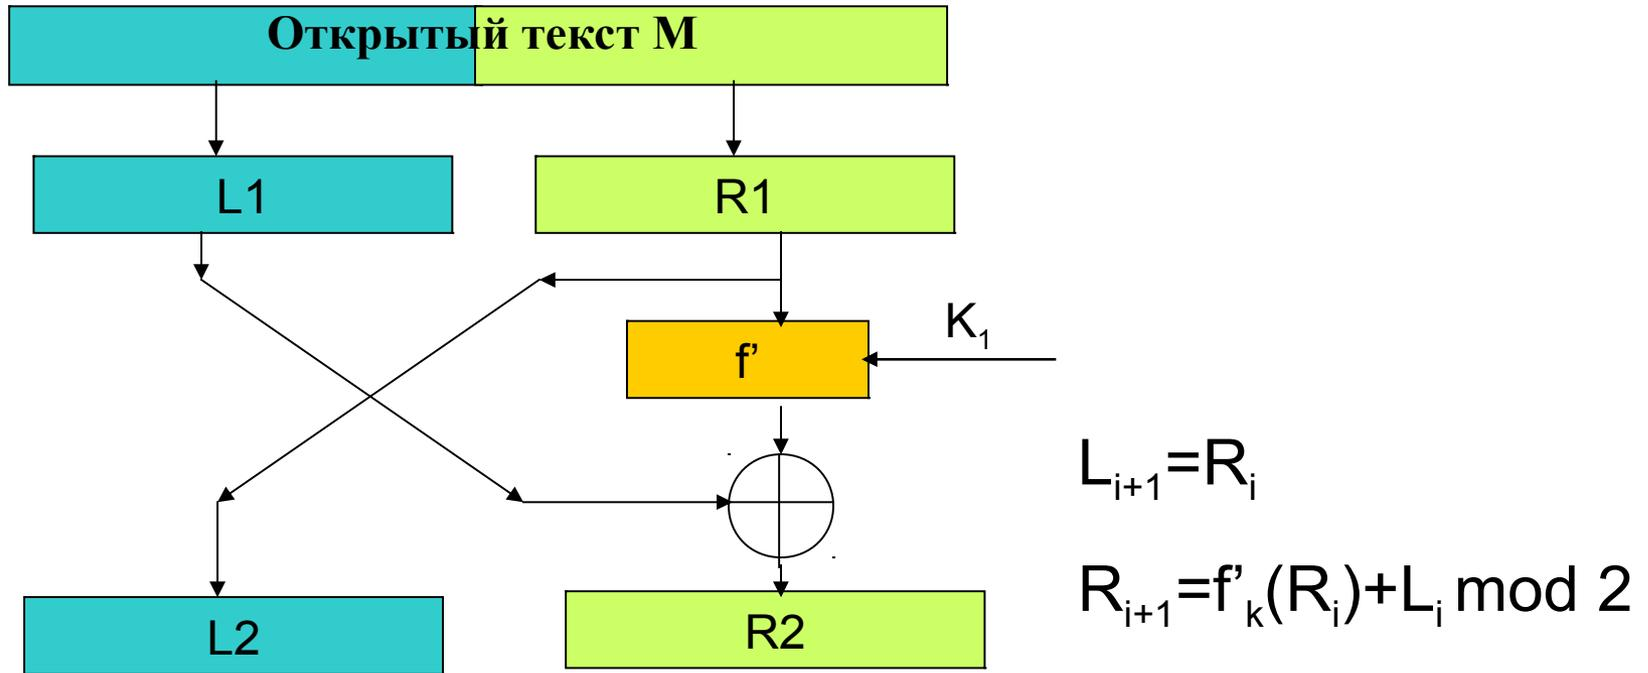 Открытый текст М
L1
R1
K₁
f’
Lᵢ₊₁=Rᵢ
Rᵢ₊₁=f’ₖ(Rᵢ)+Lᵢ mod 2
L2
R2